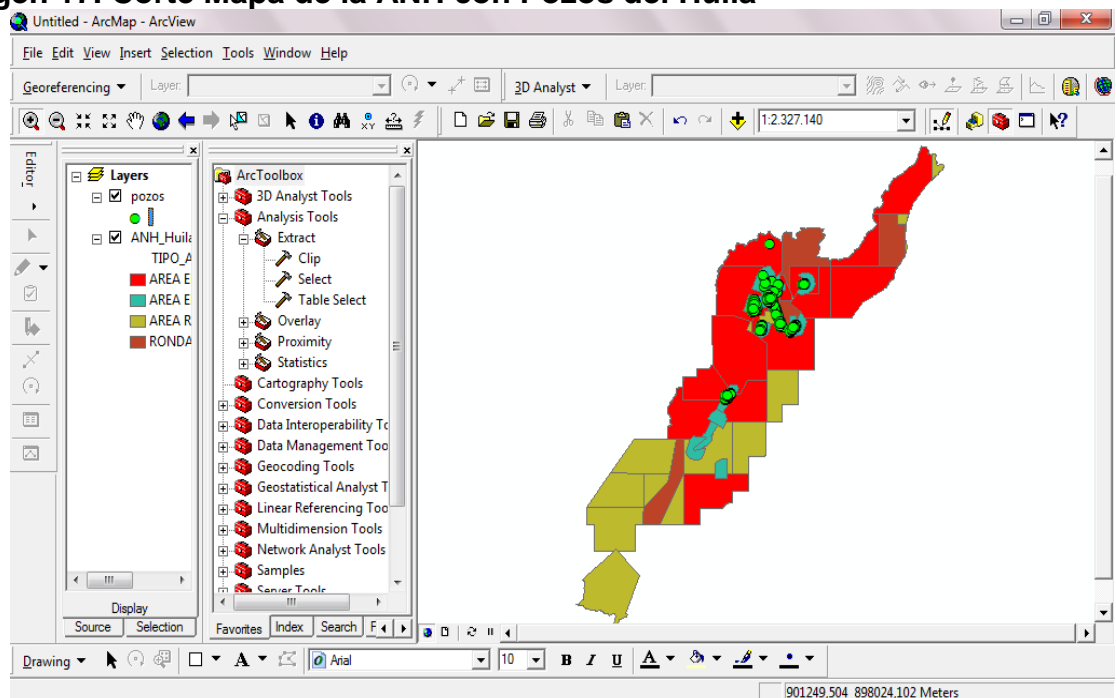 gen 17. Corte Mapa de la ANH con Pozos del Huila
Untitled - ArcMap - ArcView
File Edit View Insert Selection Tools Window Help
Georeferencing Layer: 3D Analyst Layer:
1:2.327.140
Editor
Layers
pozos
ANH_Huila
TIPO_A
AREA E
AREA E
AREA R
RONDA
Display
Source Selection
ArcToolbox
3D Analyst Tools
Analysis Tools
Extract
Clip
Select
Table Select
Overlay
Proximity
Statistics
Cartography Tools
Conversion Tools
Data Interoperability To
Data Management Too
Geocoding Tools
Geostatistical Analyst T
Linear Referencing Too
Multidimension Tools
Network Analyst Tools
Samples
Server Tools
Favorites Index Search F
Drawing A Arial 10 B I U A
901249,504 898024,102 Meters